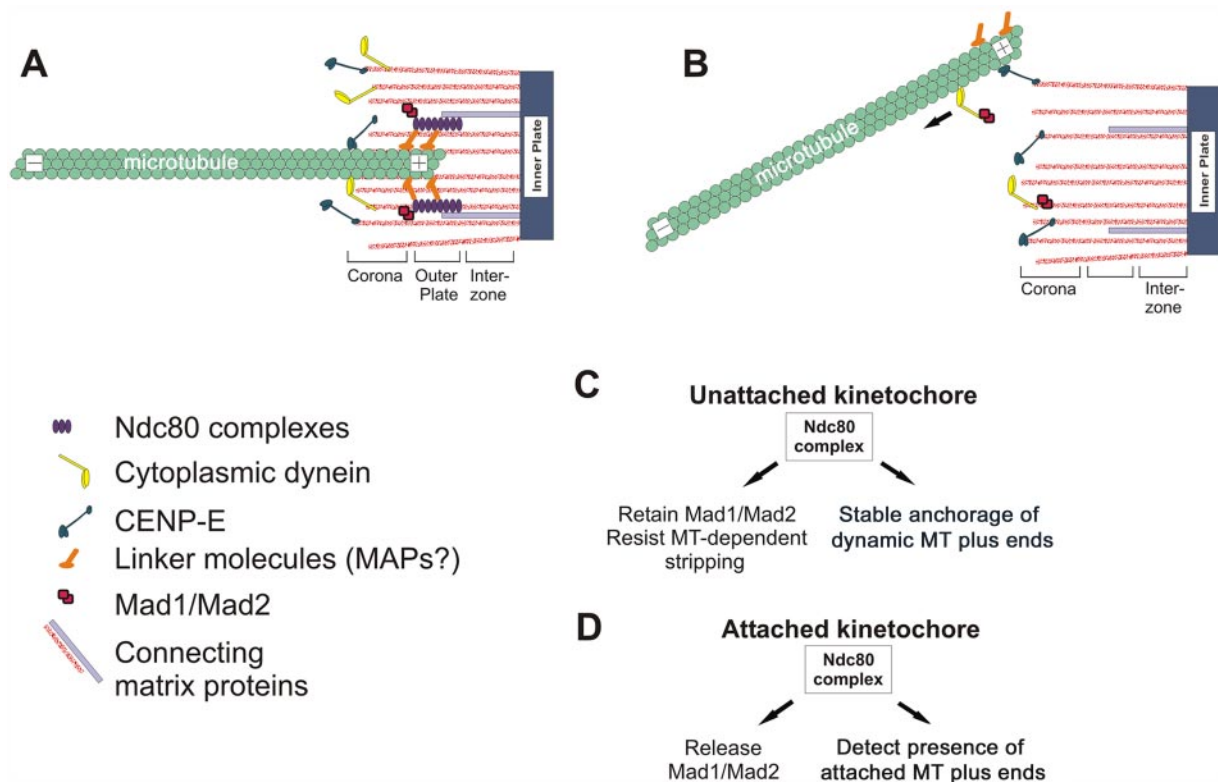 A
−
microtubule
+
Inner Plate
Corona
Outer
Plate
Inter-
zone
B
−
microtubule
+
Inner Plate
Corona
Inter-
zone
Ndc80 complexes
Cytoplasmic dynein
CENP-E
Linker molecules (MAPs?)
Mad1/Mad2
Connecting
matrix proteins
C
Unattached kinetochore
Ndc80
complex
Retain Mad1/Mad2
Resist MT-dependent
stripping
Stable anchorage of
dynamic MT plus ends
D
Attached kinetochore
Ndc80
complex
Release
Mad1/Mad2
Detect presence of
attached MT plus ends